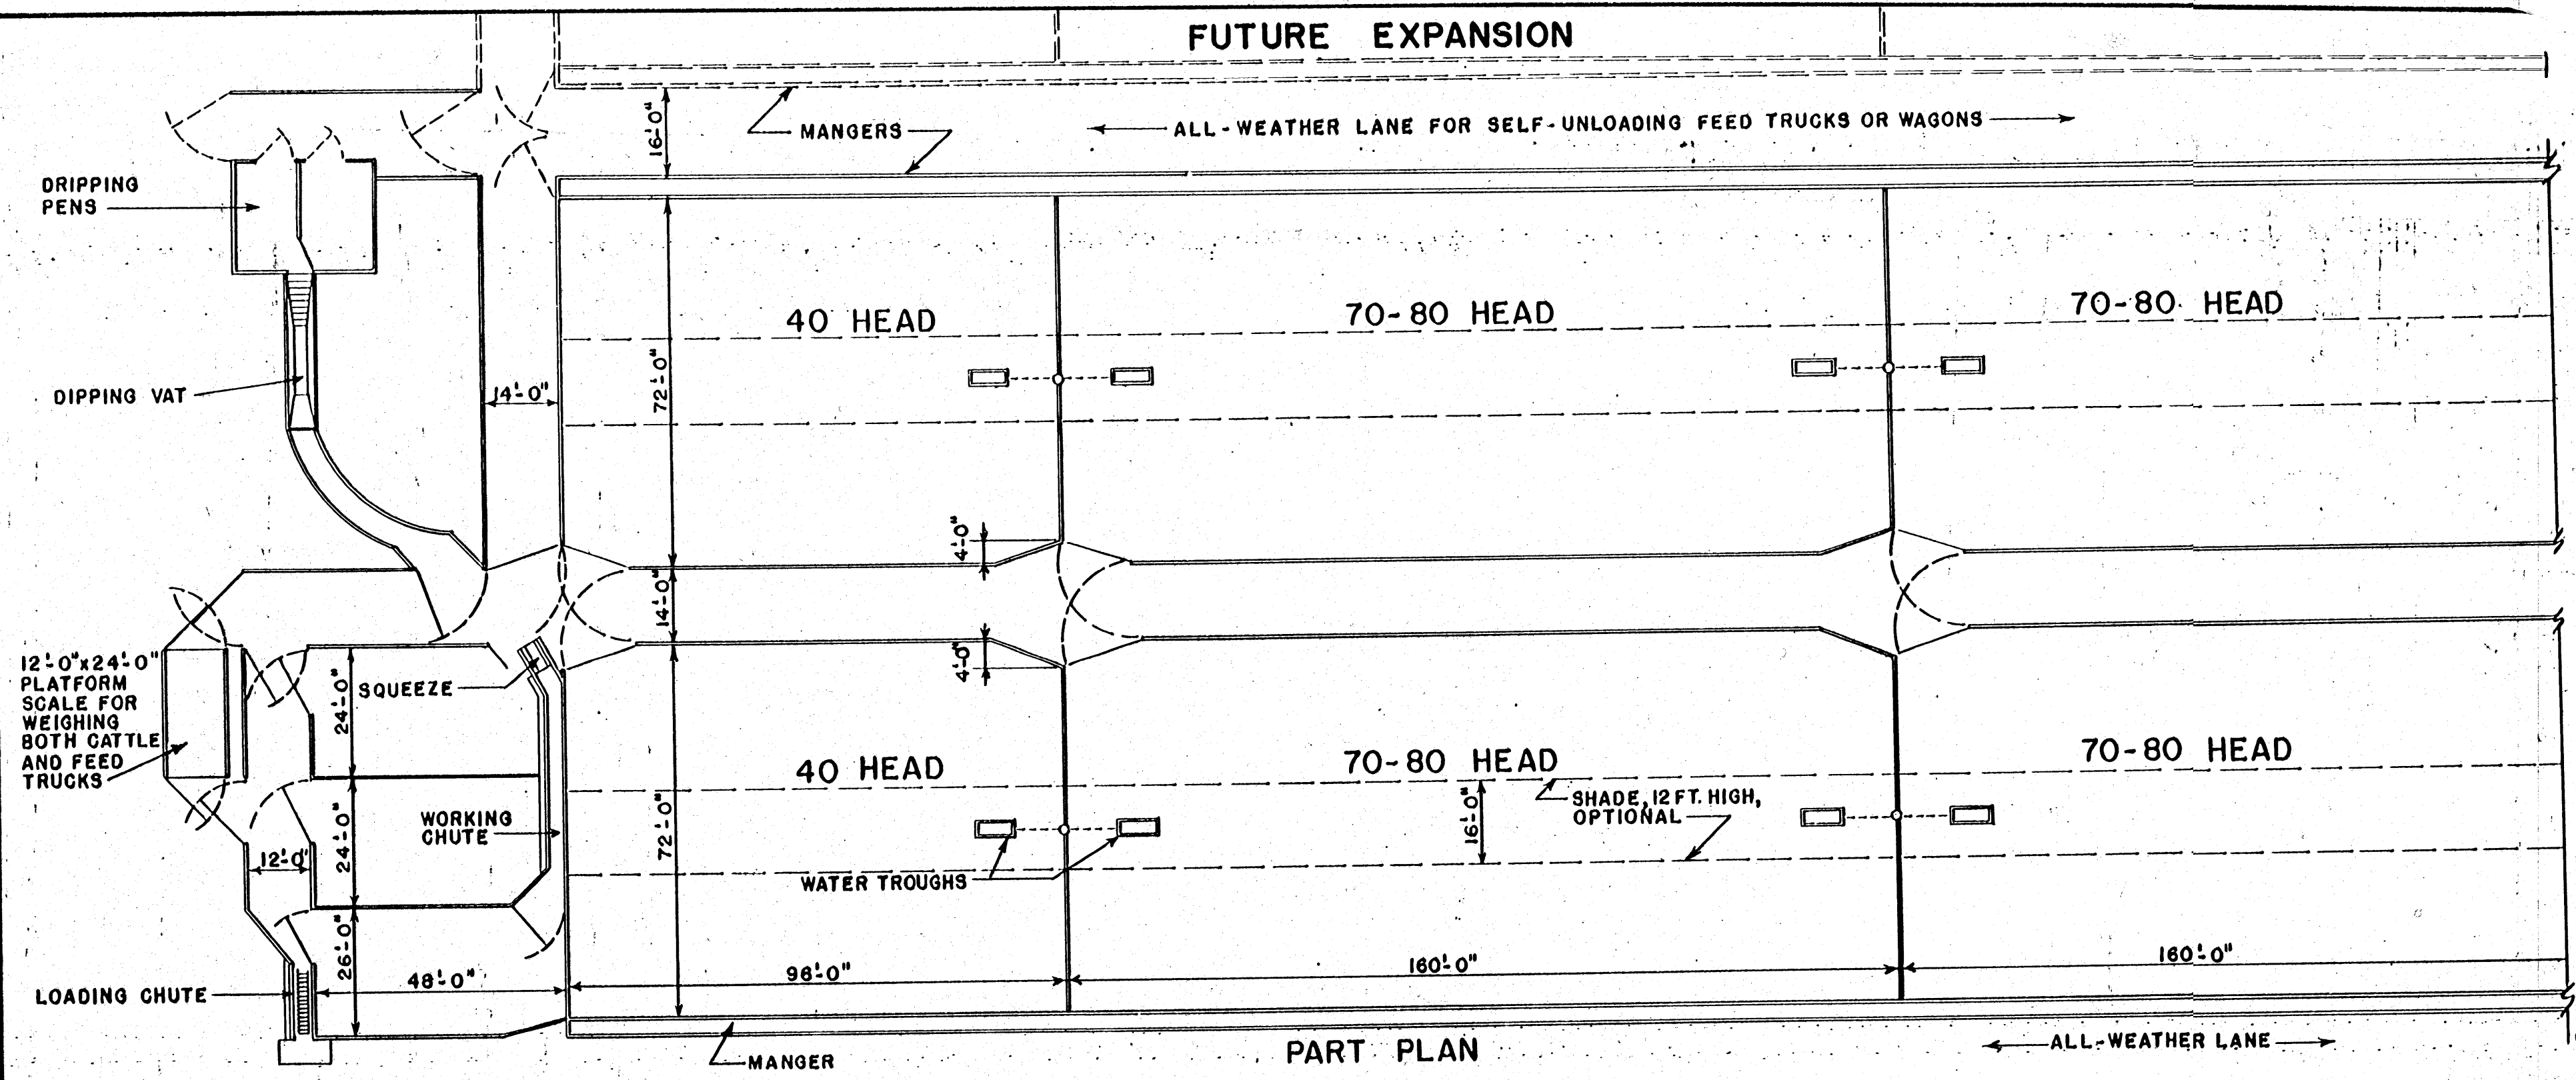 FUTURE EXPANSION
16'-0"
MANGERS
ALL-WEATHER LANE FOR SELF-UNLOADING FEED TRUCKS OR WAGONS
DRIPPING
PENS
40 HEAD
70-80 HEAD
70-80 HEAD
DIPPING VAT
14'-0"
72'-0"
4'-0"
14'-0"
4'-0"
12'-0"x24'-0"
PLATFORM
SCALE FOR
WEIGHING
BOTH CATTLE
AND FEED
TRUCKS
24'-0"
SQUEEZE
40 HEAD
70-80 HEAD
70-80 HEAD
SHADE, 12 FT. HIGH,
OPTIONAL
16'-0"
WORKING
CHUTE
72'-0"
12'-0"
24'-0"
WATER TROUGHS
26'-0"
LOADING CHUTE
48'-0"
96'-0"
160'-0"
160'-0"
MANGER
PART PLAN
ALL-WEATHER LANE